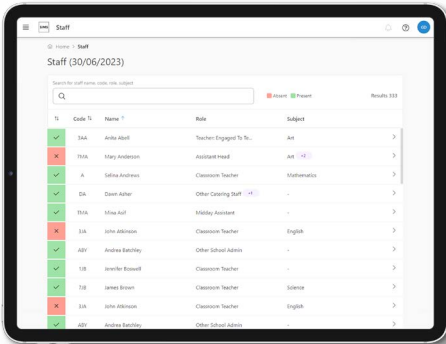 SIMS Staff UD
Home > Staff
Staff (30/06/2023)
Search for staff name, code, title, subject
Absent Present Results 333
Code Name Role Subject
3AA Anita Abell Teachers Engaged To Te... Art
TMA Mary Anderson Assistant Head Art +2
A Selina Andrews Classroom Teacher Mathematics
DA Dawn Asher Other Catering Staff +1 -
TMA Mina Asif Midday Assistant -
3JA John Atkinson Classroom Teacher English
ABY Andrea Batchley Other School Admin -
1JB Jennifer Boswell Classroom Teacher -
7JB James Brown Classroom Teacher Science
3JA John Atkinson Classroom Teacher English
ABY Andrea Batchley Other School Admin -